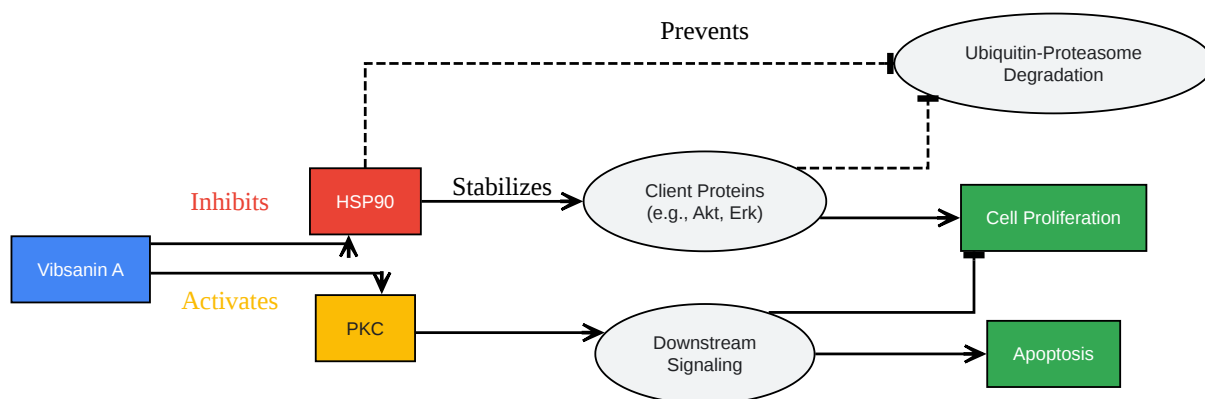 Prevents
Ubiquitin-Proteasome
Degradation
Inhibits
HSP90
Stabilizes
Client Proteins
(e.g., Akt, Erk)
Cell Proliferation
Vibsanin A
Activates
PKC
Downstream
Signaling
Apoptosis